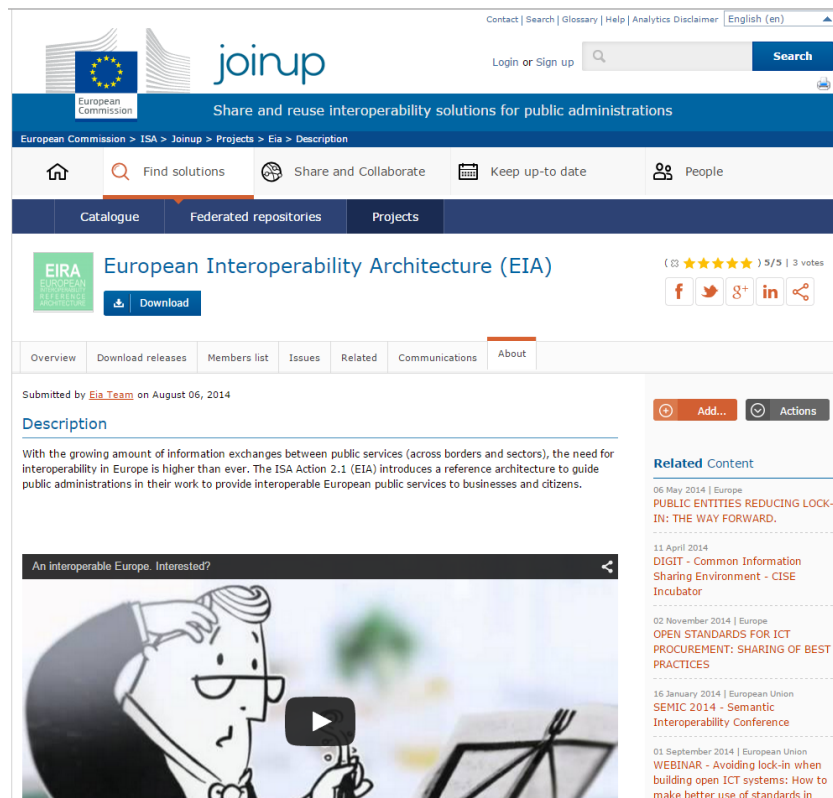 Contact | Search | Glossary | Help | Analytics Disclaimer English (en)
European
Commission
joinup
Login or Sign up
Search
Share and reuse interoperability solutions for public administrations
European Commission > ISA > Joinup > Projects > Eia > Description
Find solutions
Share and Collaborate
Keep up-to date
People
Catalogue
Federated repositories
Projects
EIRA
EUROPEAN
INTEROPERABILITY
REFERENCE
ARCHITECTURE
European Interoperability Architecture (EIA)
Download
5/5 | 3 votes
Overview
Download releases
Members list
Issues
Related
Communications
About
Submitted by Eia Team on August 06, 2014
Description
With the growing amount of information exchanges between public services (across borders and sectors), the need for
interoperability in Europe is higher than ever. The ISA Action 2.1 (EIA) introduces a reference architecture to guide
public administrations in their work to provide interoperable European public services to businesses and citizens.
An interoperable Europe. Interested?
Add...
Actions
Related Content
06 May 2014 | Europe
PUBLIC ENTITIES REDUCING LOCK-
IN: THE WAY FORWARD.
11 April 2014
DIGIT - Common Information
Sharing Environment - CISE
Incubator
02 November 2014 | Europe
OPEN STANDARDS FOR ICT
PROCUREMENT: SHARING OF BEST
PRACTICES
16 January 2014 | European Union
SEMIC 2014 - Semantic
Interoperability Conference
01 September 2014 | European Union
WEBINAR - Avoiding lock-in when
building open ICT systems: How to
make better use of standards in